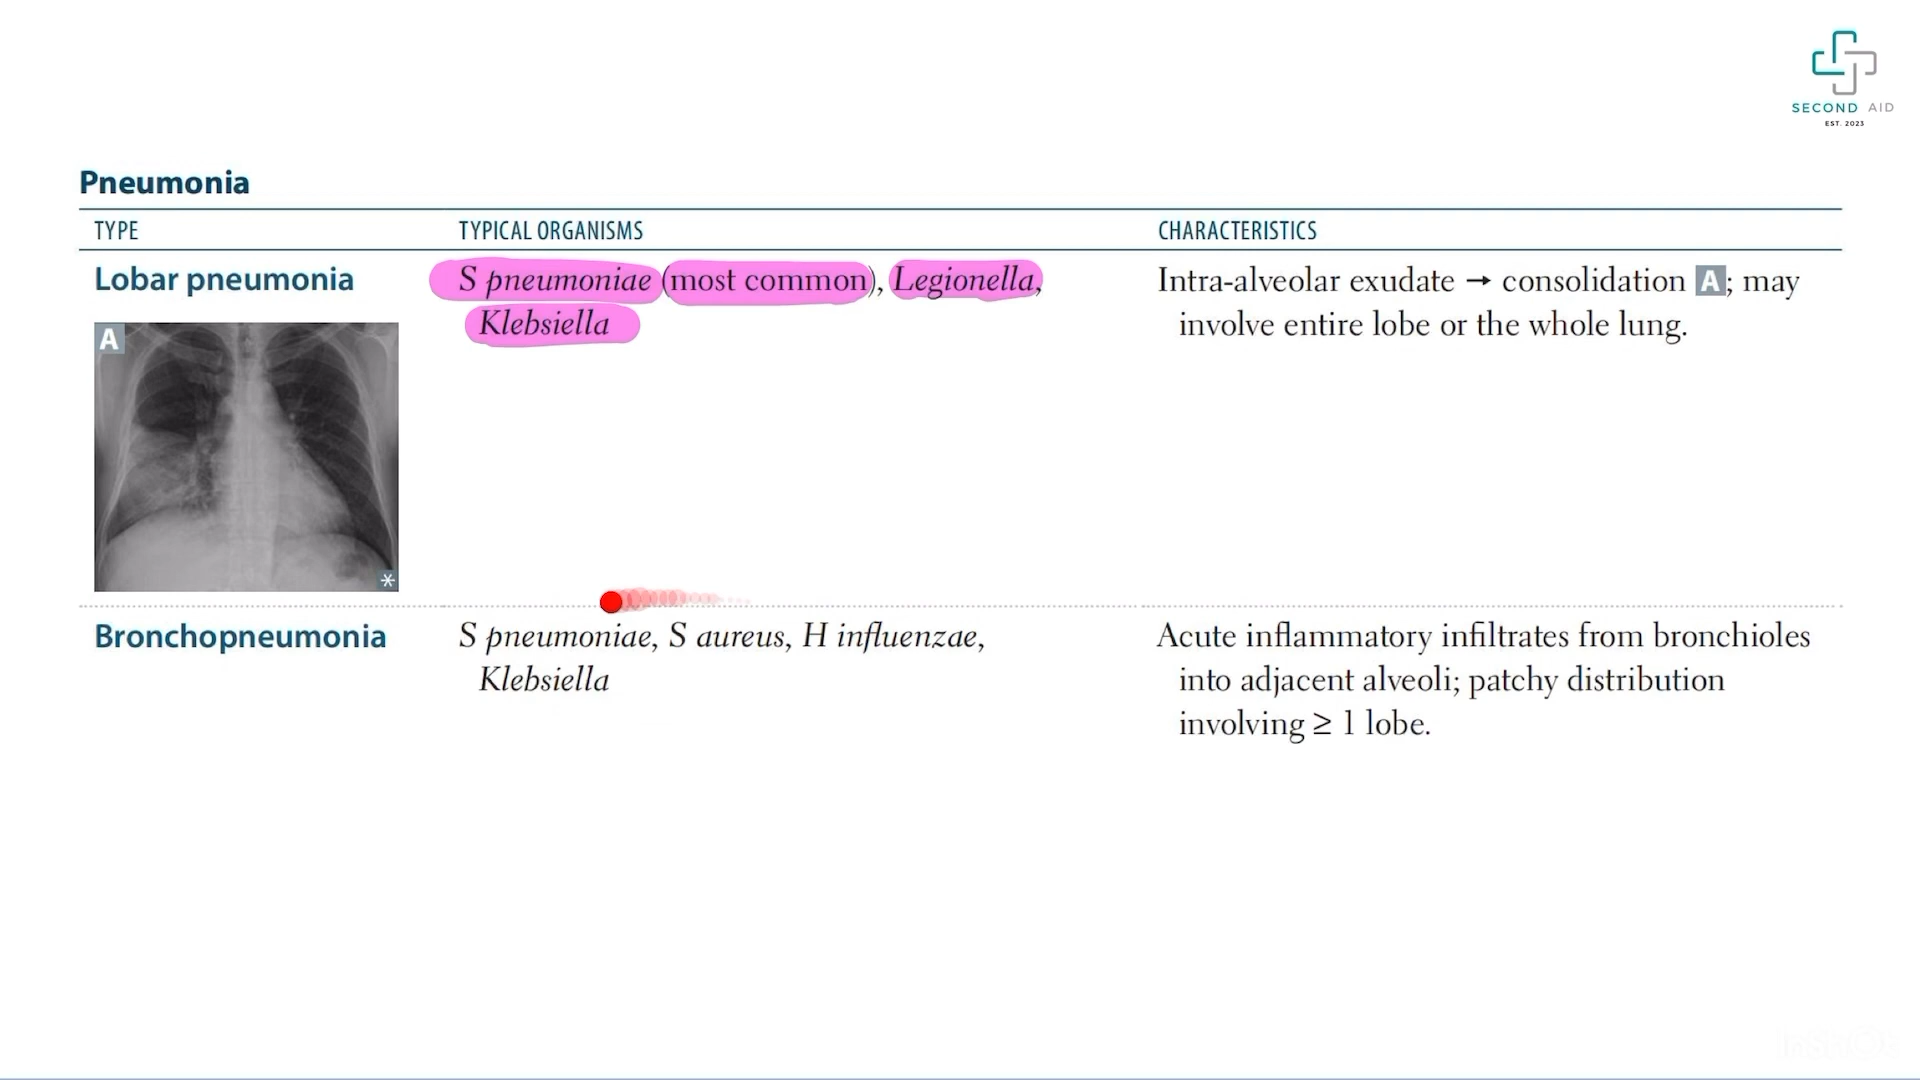 SECOND AID
EST. 2023
Pneumonia
TYPE TYPICAL ORGANISMS CHARACTERISTICS
Lobar pneumonia S pneumoniae (most common), Legionella, Intra-alveolar exudate → consolidation A; may
Klebsiella involve entire lobe or the whole lung.
A
*
Bronchopneumonia S pneumoniae, S aureus, H influenzae, Acute inflammatory infiltrates from bronchioles
Klebsiella into adjacent alveoli; patchy distribution
involving ≥ 1 lobe.